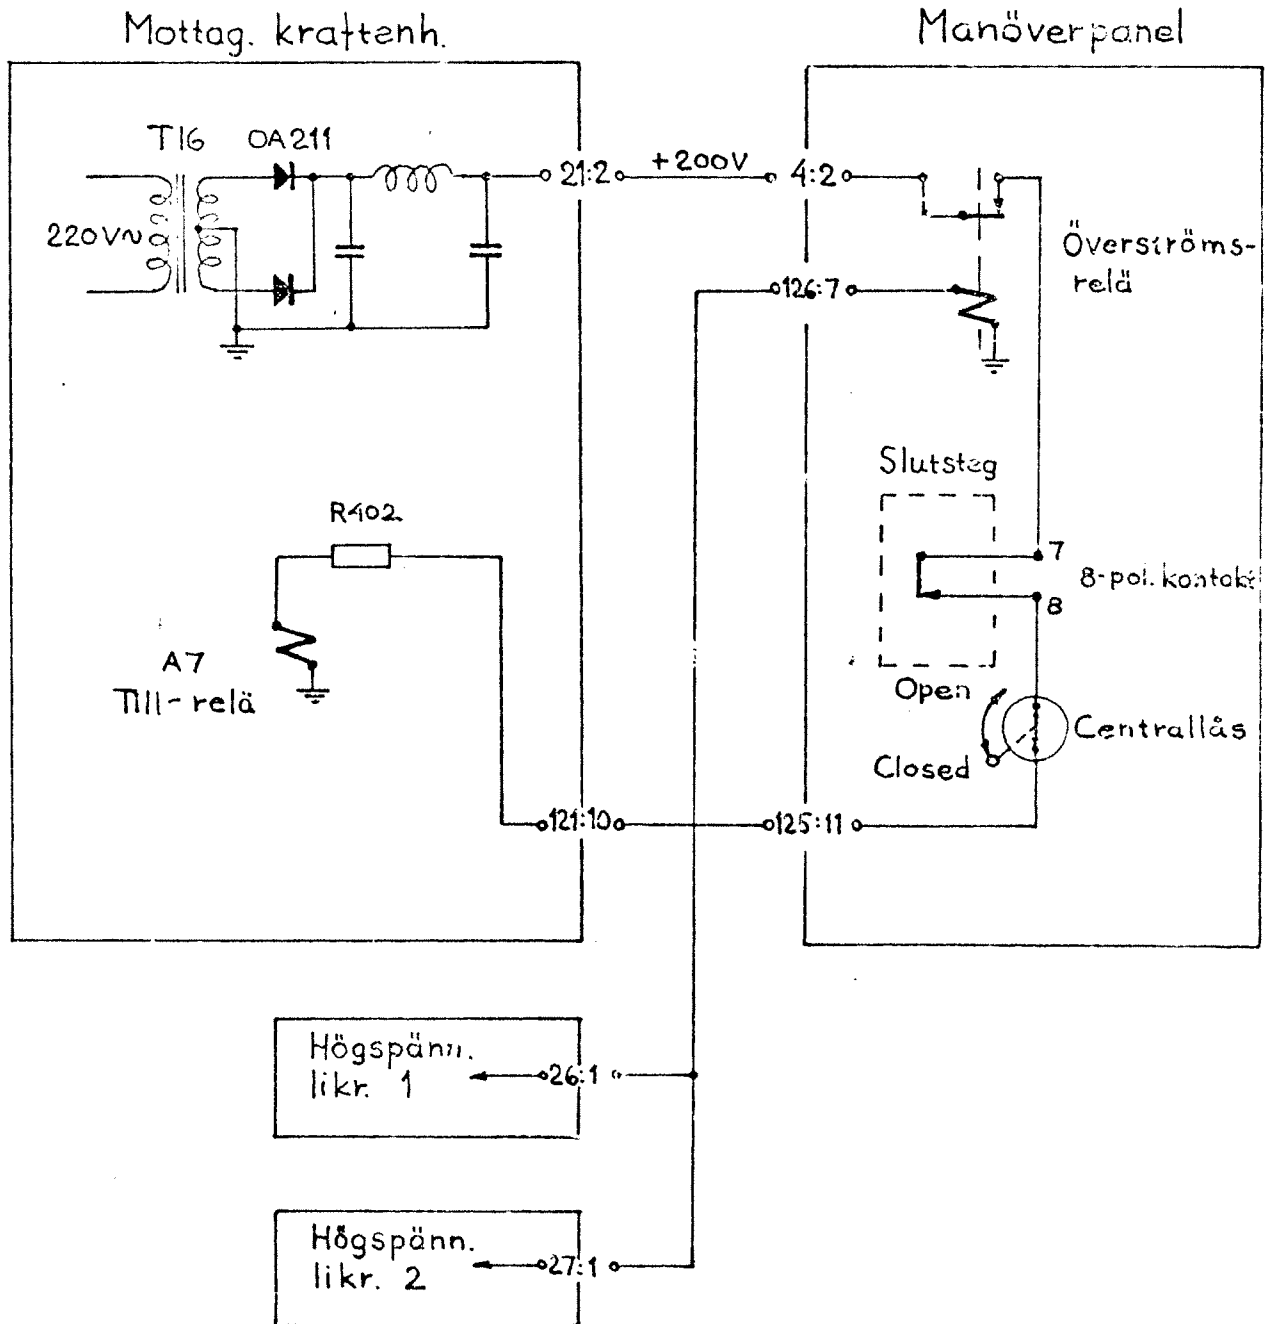 Mottag. kraftenh.
Manöverpanel
T16
OA211
220V~
21:2
+200V
4:2
Överströms-
relä
126:7
Slutsteg
R402
7
8-pol. kontakt
8
A7
Till-relä
Open
Centrallås
Closed
121:10
125:11
Högspänn.
likr. 1
26:1
Högspänn.
likr. 2
27:1